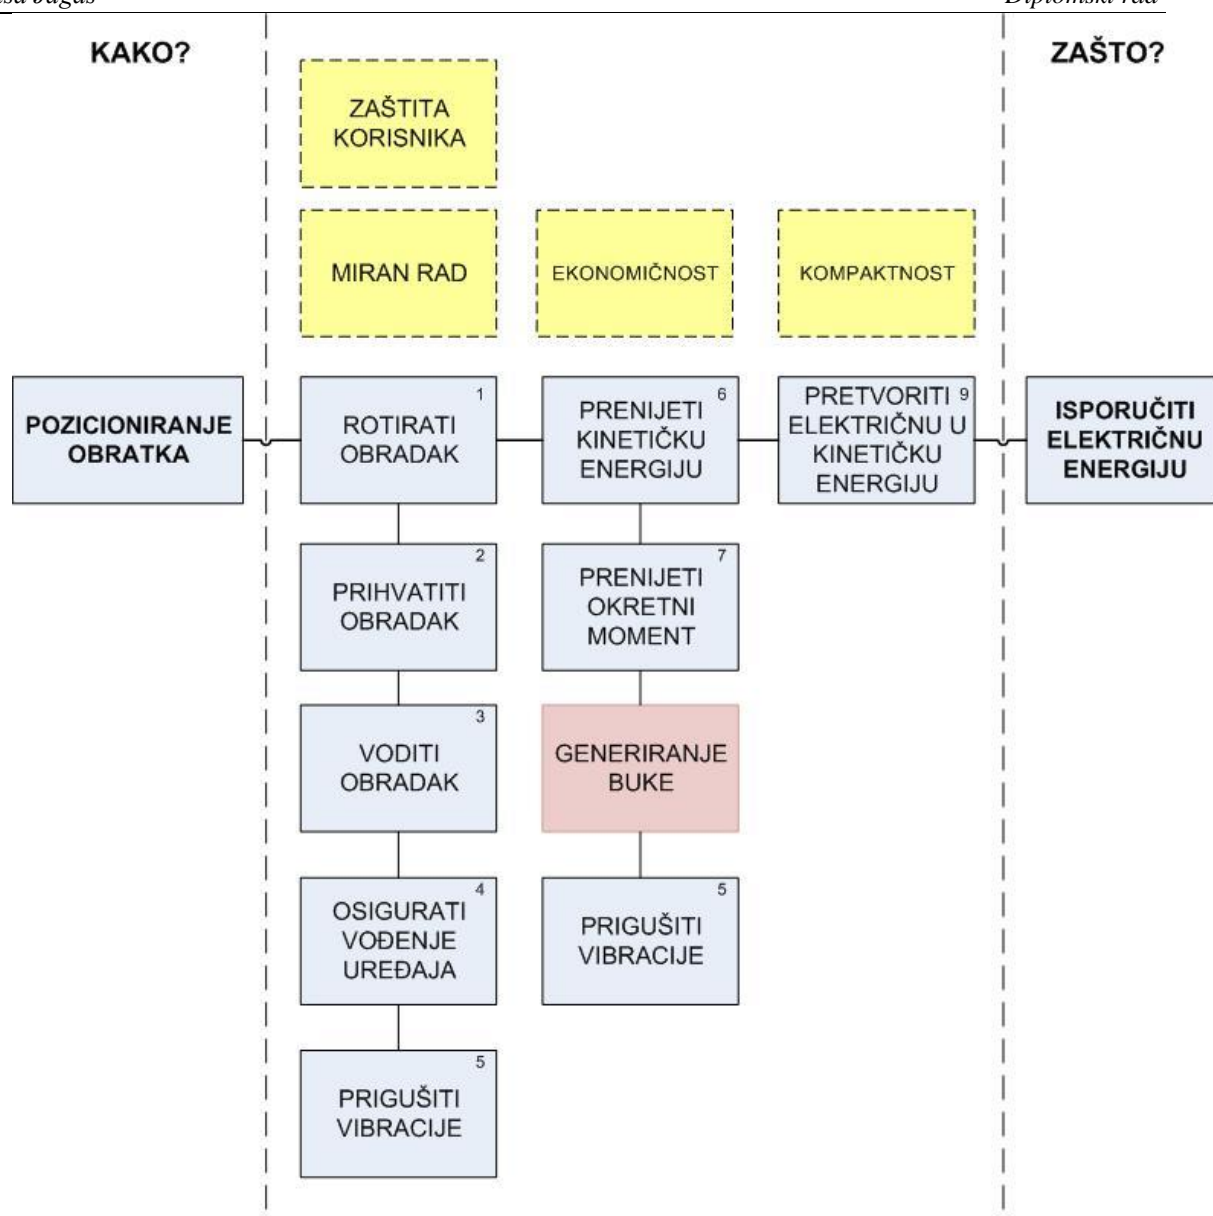 Diplomski rad
KAKO?
ZAŠTO?
ZAŠTITA
KORISNIKA
MIRAN RAD
EKONOMIČNOST
KOMPAKTNOST
POZICIONIRANJE
OBRATKA
1
ROTIRATI
OBRADAK
6
PRENIJETI
KINETIČKU
ENERGIJU
PRETVORITI 9
ELEKTRIČNU U
KINETIČKU
ENERGIJU
ISPORUČITI
ELEKTRIČNU
ENERGIJU
2
PRIHVATITI
OBRADAK
7
PRENIJETI
OKRETNI
MOMENT
3
VODITI
OBRADAK
GENERIRANJE
BUKE
4
OSIGURATI
VOĐENJE
UREĐAJA
5
PRIGUŠITI
VIBRACIJE
5
PRIGUŠITI
VIBRACIJE